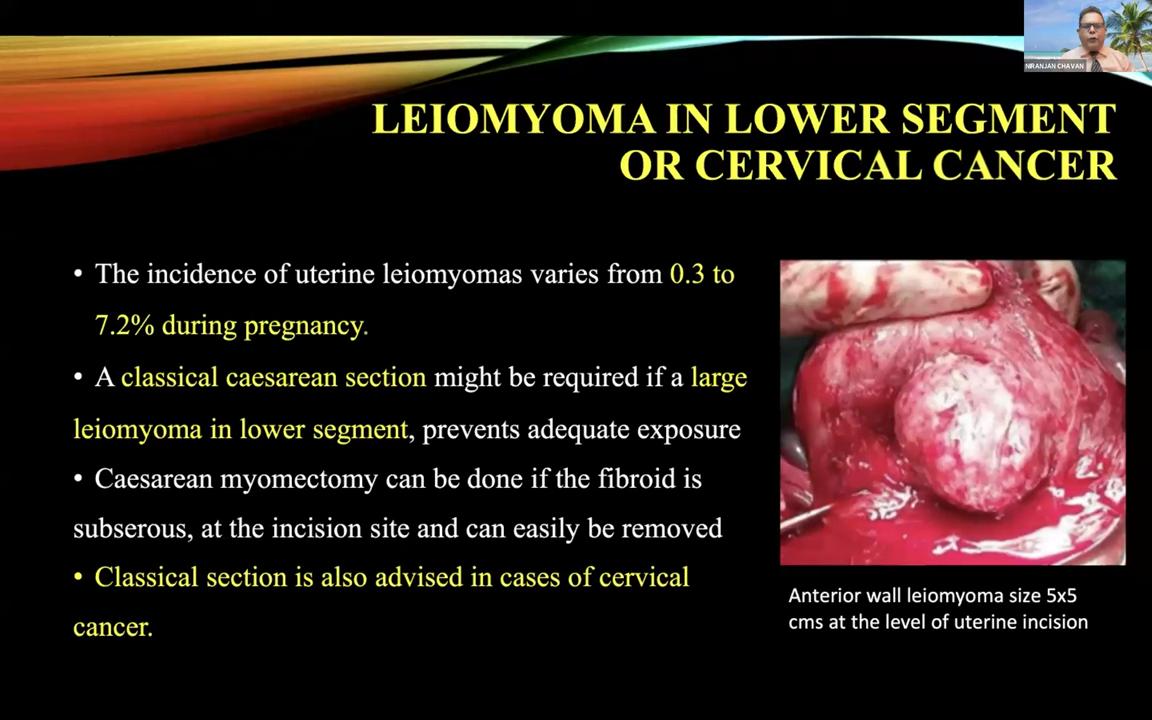 NIRANJAN CHAVAN
LEIOMYOMA IN LOWER SEGMENT
OR CERVICAL CANCER
• The incidence of uterine leiomyomas varies from 0.3 to
7.2% during pregnancy.
• A classical caesarean section might be required if a large
leiomyoma in lower segment, prevents adequate exposure
• Caesarean myomectomy can be done if the fibroid is
subserous, at the incision site and can easily be removed
• Classical section is also advised in cases of cervical
cancer.
Anterior wall leiomyoma size 5x5
cms at the level of uterine incision